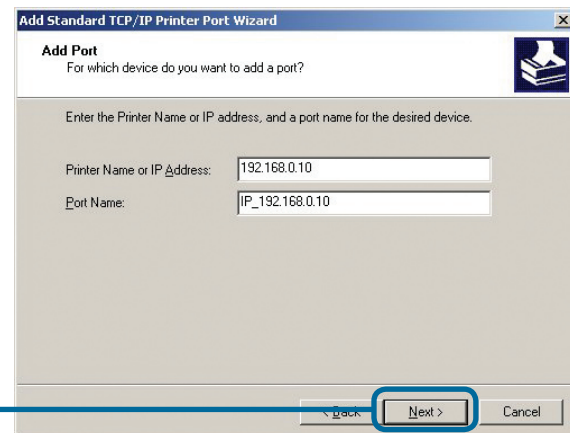 Add Standard TCP/IP Printer Port Wizard
Add Port
For which device do you want to add a port?
Enter the Printer Name or IP address, and a port name for the desired device.
Printer Name or IP Address: 192.168.0.10
Port Name: IP_192.168.0.10
< Back Next > Cancel